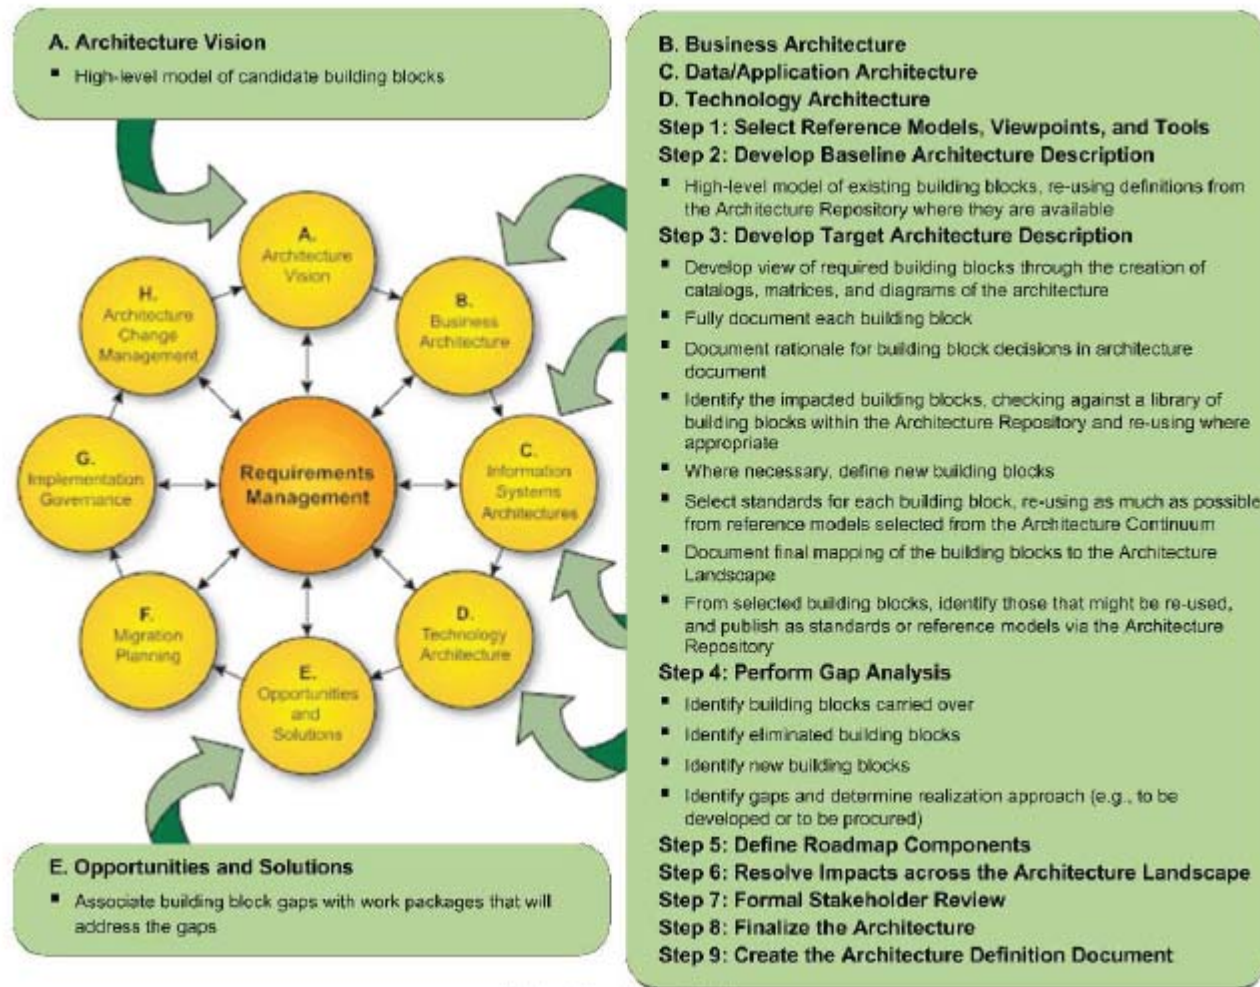 A. Architecture Vision
▪ High-level model of candidate building blocks
A.
Architecture
Vision
B.
Business
Architecture
C.
Information
Systems
Architectures
D.
Technology
Architecture
E.
Opportunities
and
Solutions
F.
Migration
Planning
G.
Implementation
Governance
H.
Architecture
Change
Management
Requirements
Management
E. Opportunities and Solutions
▪ Associate building block gaps with work packages that will
address the gaps
B. Business Architecture
C. Data/Application Architecture
D. Technology Architecture
Step 1: Select Reference Models, Viewpoints, and Tools
Step 2: Develop Baseline Architecture Description
▪ High-level model of existing building blocks, re-using definitions from
the Architecture Repository where they are available
Step 3: Develop Target Architecture Description
▪ Develop view of required building blocks through the creation of
catalogs, matrices, and diagrams of the architecture
▪ Fully document each building block
▪ Document rationale for building block decisions in architecture
document
▪ Identify the impacted building blocks, checking against a library of
building blocks within the Architecture Repository and re-using where
appropriate
▪ Where necessary, define new building blocks
▪ Select standards for each building block, re-using as much as possible
from reference models selected from the Architecture Continuum
▪ Document final mapping of the building blocks to the Architecture
Landscape
▪ From selected building blocks, identify those that might be re-used,
and publish as standards or reference models via the Architecture
Repository
Step 4: Perform Gap Analysis
▪ Identify building blocks carried over
▪ Identify eliminated building blocks
▪ Identify new building blocks
▪ Identify gaps and determine realization approach (e.g., to be
developed or to be procured)
Step 5: Define Roadmap Components
Step 6: Resolve Impacts across the Architecture Landscape
Step 7: Formal Stakeholder Review
Step 8: Finalize the Architecture
Step 9: Create the Architecture Definition Document